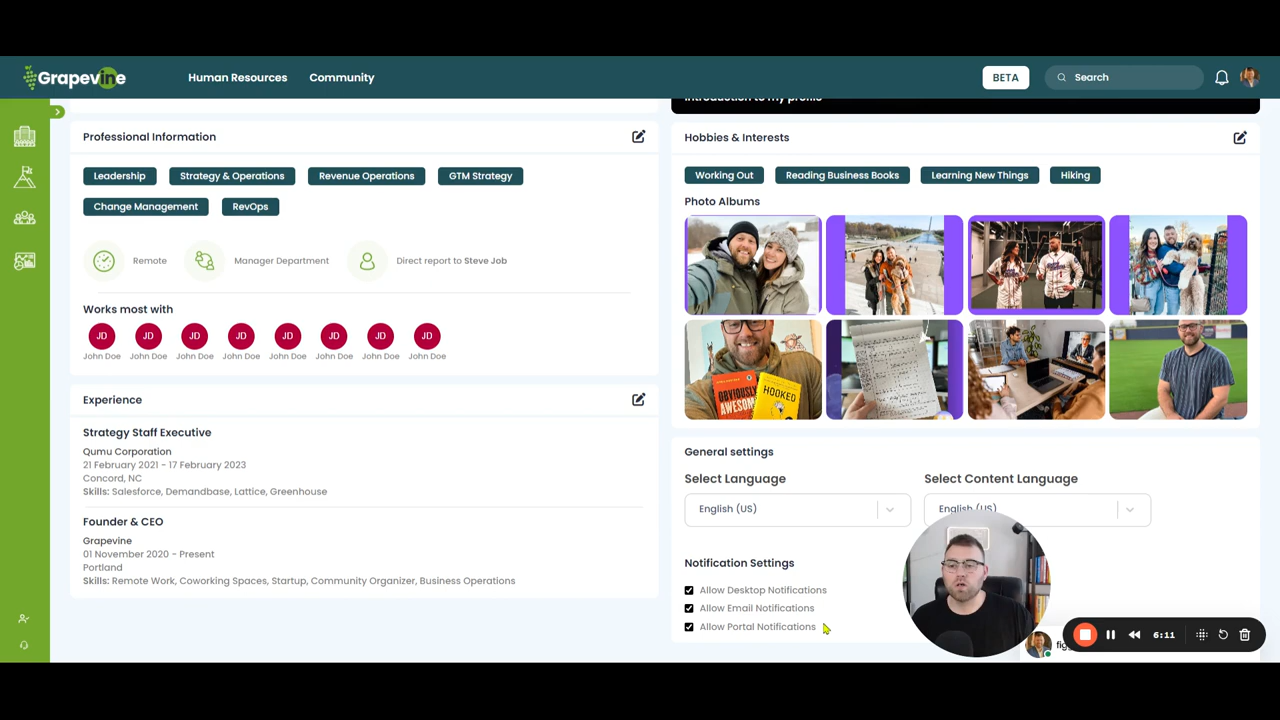 Grapevine
Human Resources
Community
BETA
Search
Introduction to my profile
Professional Information
Leadership
Strategy & Operations
Revenue Operations
GTM Strategy
Change Management
RevOps
Remote
Manager Department
Direct report to Steve Job
Works most with
JD JD JD JD JD JD JD JD
John Doe John Doe John Doe John Doe John Doe John Doe John Doe John Doe
Experience
Strategy Staff Executive
Qumu Corporation
21 February 2021 - 17 February 2023
Concord, NC
Skills: Salesforce, Demandbase, Lattice, Greenhouse
Founder & CEO
Grapevine
01 November 2020 - Present
Portland
Skills: Remote Work, Coworking Spaces, Startup, Community Organizer, Business Operations
Hobbies & Interests
Working Out
Reading Business Books
Learning New Things
Hiking
Photo Albums
OBVIOUSLY
AWESOME
HOOKED
General settings
Select Language
Select Content Language
English (US)
English (US)
Notification Settings
Allow Desktop Notifications
Allow Email Notifications
Allow Portal Notifications
6:11